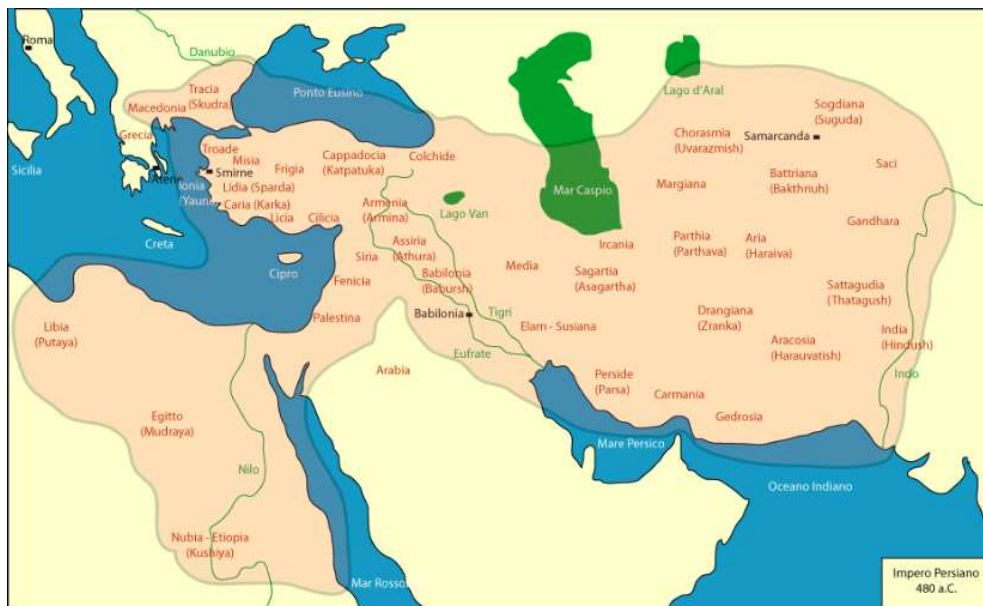 Roma
Danubio
Tracia
(Skudra)
Ponto Eusino
Lago d'Aral
Sogdiana
(Suguda)
Macedonia
Grecia
Chorasmia
(Uvarazmish)
Samarcanda
Troade
Misia
Smirne
Frigia
Cappadocia
(Katpatuka)
Colchide
Sicilia
Atene
Ionia
(Yauna)
Lidia (Sparda)
Caria (Karka)
Licia
Cilicia
Armenia
(Armina)
Lago Van
Mar Caspio
Margiana
Battriana
(Bakthriuh)
Saci
Gandhara
Creta
Cipro
Siria
Assiria
(Athura)
Fenicia
Babilonia
(Babursh)
Media
Ircania
Sagartia
(Asagartha)
Parthia
(Parthava)
Aria
(Haraiva)
Sattagudia
(Thatagush)
Libia
(Putaya)
Palestina
Babilonia
Tigri
Elam - Susiana
Drangiana
(Zranka)
Aracosia
(Harauvatish)
India
(Hindush)
Eufrate
Arabia
Perside
(Parsa)
Carmania
Gedrosia
Indo
Egitto
(Mudraya)
Nilo
Mare Persico
Oceano Indiano
Nubia - Etiopia
(Kushiya)
Mar Rosso
Impero Persiano
480 a.C.